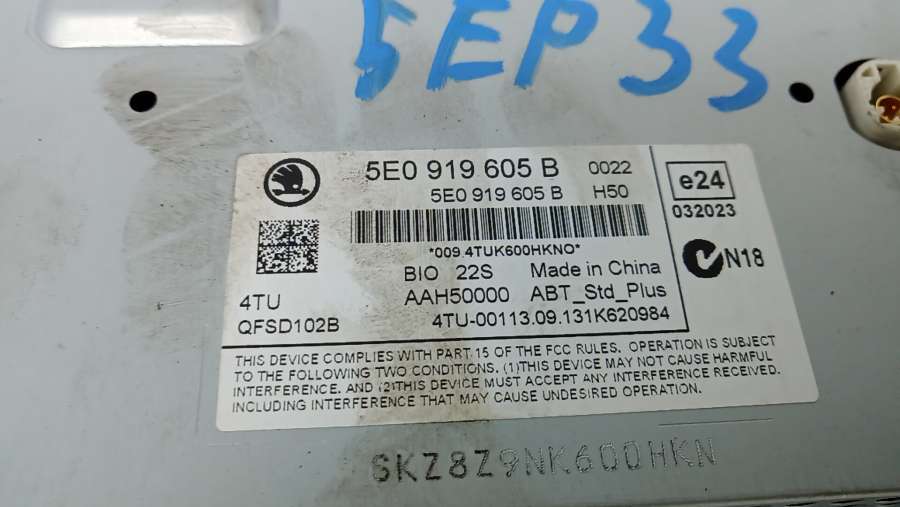 5EP33
5E0 919 605 B 0022
5E0 919 605 B H50
*009.4TUK600HKNO*
BIO 22S Made in China
AAH50000 ABT_Std_Plus
4TU-00113.09.131K620984
4TU
QFSD102B
e24
032023
N18
THIS DEVICE COMPLIES WITH PART 15 OF THE FCC RULES. OPERATION IS SUBJECT
TO THE FOLLOWING TWO CONDITIONS. (1)THIS DEVICE MAY NOT CAUSE HARMFUL
INTERFERENCE. AND (2)THIS DEVICE MUST ACCEPT ANY INTERFERENCE RECEIVED.
INCLUDING INTERFERENCE THAT MAY CAUSE UNDESIRED OPERATION.
SKZ8Z9NK600HKN